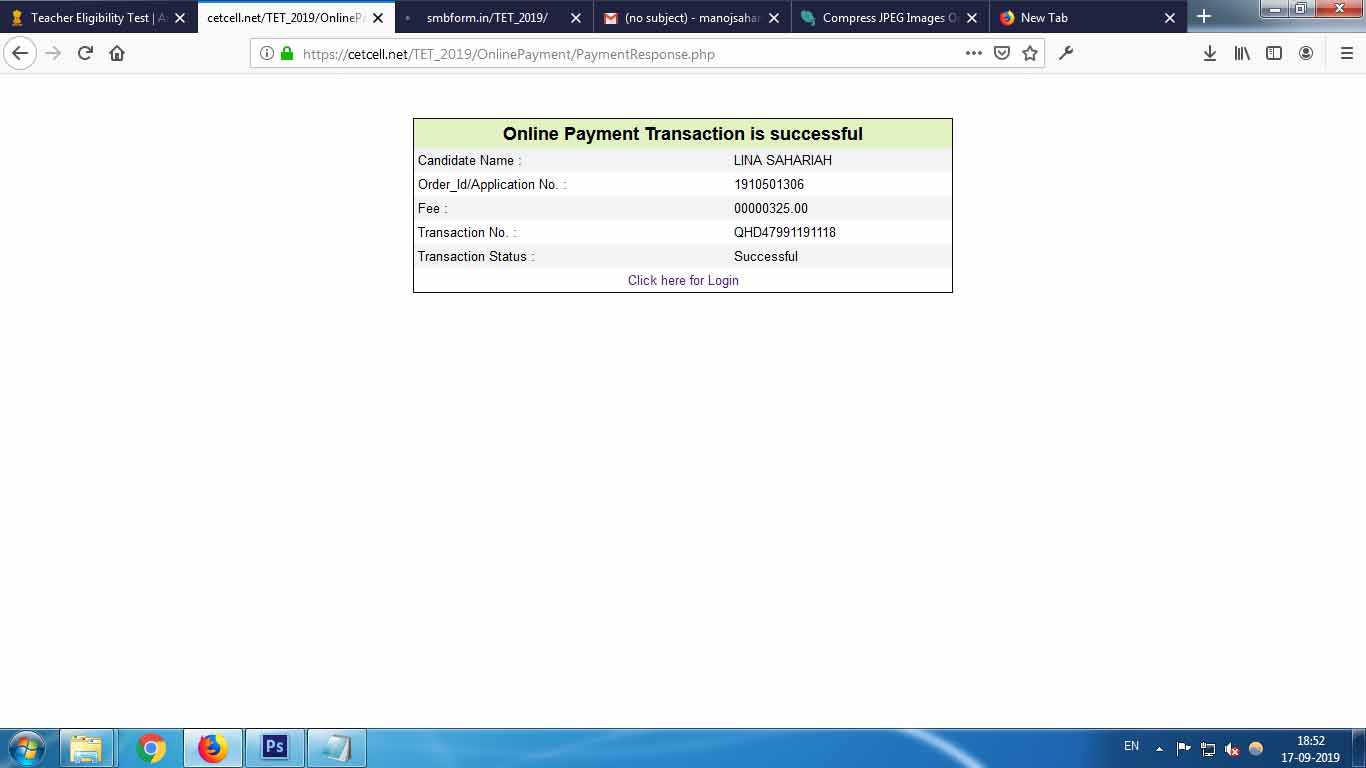 Teacher Eligibility Test | A
cetcell.net/TET_2019/OnlineP
smbform.in/TET_2019/
(no subject) - manojsahar
Compress JPEG Images O
New Tab
https://cetcell.net/TET_2019/OnlinePayment/PaymentResponse.php
Online Payment Transaction is successful
Candidate Name : LINA SAHARIAH
Order_Id/Application No. : 1910501306
Fee : 00000325.00
Transaction No. : QHD47991191118
Transaction Status : Successful
Click here for Login
Ps
EN
18:52
17-09-2019